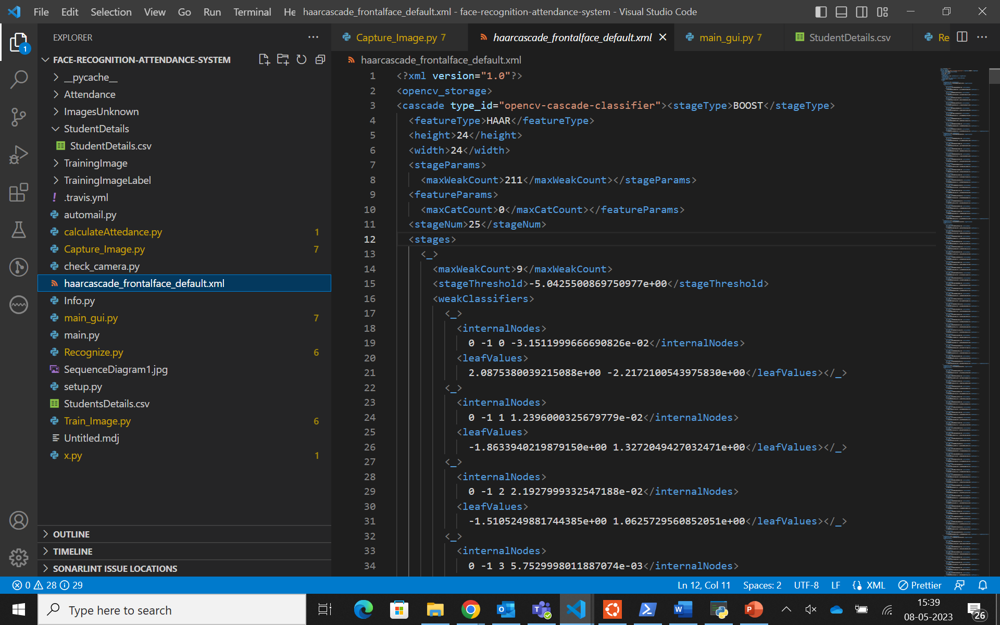 File Edit Selection View Go Run Terminal He haarcascade_frontalface_default.xml - face-recognition-attendance-system - Visual Studio Code
EXPLORER
1
FACE-RECOGNITION-ATTENDANCE-SYSTEM
__pycache__
Attendance
ImagesUnknown
StudentDetails
StudentDetails.csv
TrainingImage
TrainingImageLabel
! .travis.yml
automail.py
calculateAttedance.py 1
Capture_Image.py 7
check_camera.py
haarcascade_frontalface_default.xml
Info.py
main_gui.py 7
main.py
Recognize.py 6
SequenceDiagram1.jpg
setup.py
StudentsDetails.csv
Train_Image.py 6
Untitled.mdj
x.py 1
OUTLINE
TIMELINE
SONARLINT ISSUE LOCATIONS
Capture_Image.py 7 haarcascade_frontalface_default.xml main_gui.py 7 StudentDetails.csv Re
haarcascade_frontalface_default.xml
1 <?xml version="1.0"?>
2 <opencv_storage>
3 <cascade type_id="opencv-cascade-classifier"><stageType>BOOST</stageType>
4 <featureType>HAAR</featureType>
5 <height>24</height>
6 <width>24</width>
7 <stageParams>
8 <maxWeakCount>211</maxWeakCount></stageParams>
9 <featureParams>
10 <maxCatCount>0</maxCatCount></featureParams>
11 <stageNum>25</stageNum>
12 <stages>
13 <_>
14 <maxWeakCount>9</maxWeakCount>
15 <stageThreshold>-5.0425500869750977e+00</stageThreshold>
16 <weakClassifiers>
17 <_>
18 <internalNodes>
19 0 -1 0 -3.1511999666690826e-02</internalNodes>
20 <leafValues>
21 2.0875380039215088e+00 -2.2172100543975830e+00</leafValues></_>
22 <_>
23 <internalNodes>
24 0 -1 1 1.2396000325679779e-02</internalNodes>
25 <leafValues>
26 -1.8633940219879150e+00 1.3272049427032471e+00</leafValues></_>
27 <_>
28 <internalNodes>
29 0 -1 2 2.1927999332547188e-02</internalNodes>
30 <leafValues>
31 -1.5105249881744385e+00 1.0625729560852051e+00</leafValues></_>
32 <_>
33 <internalNodes>
34 0 -1 3 5.7529998011887074e-03</internalNodes>
0 28 29 Ln 12, Col 11 Spaces: 2 UTF-8 LF XML Prettier
Type here to search
15:39
08-05-2023
26